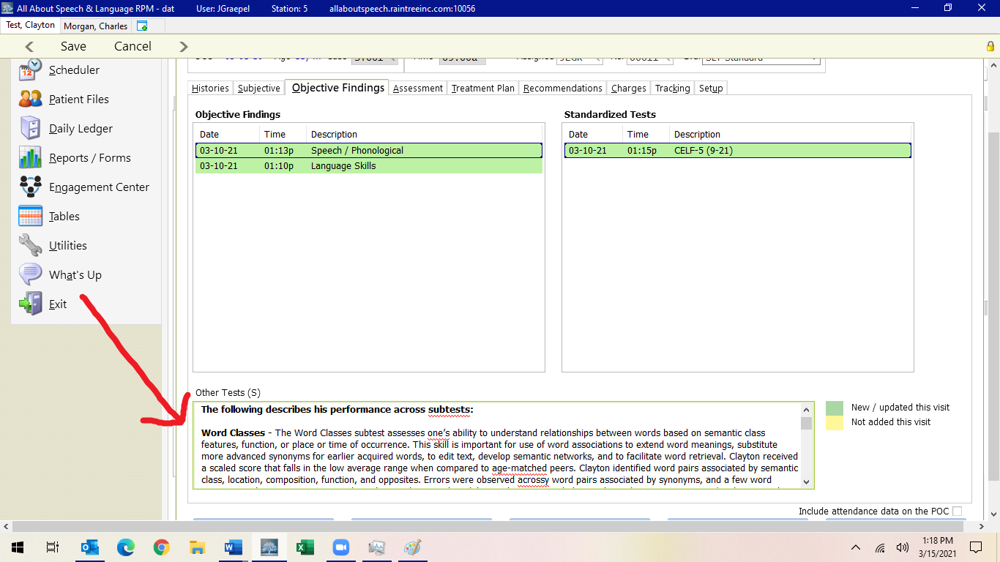 All About Speech & Language RPM - dat User: JGraepel Station: 5 allaboutspeech.raintreeinc.com:10056
Test, Clayton Morgan, Charles
Save Cancel
Scheduler
Patient Files
Daily Ledger
Reports / Forms
Engagement Center
Tables
Utilities
What's Up
Exit
Histories Subjective Objective Findings Assessment Treatment Plan Recommendations Charges Tracking Setup
Objective Findings
Date Time Description
03-10-21 01:13p Speech / Phonological
03-10-21 01:10p Language Skills
Standardized Tests
Date Time Description
03-10-21 01:15p CELF-5 (9-21)
Other Tests (S)
The following describes his performance across subtests:
Word Classes - The Word Classes subtest assesses one's ability to understand relationships between words based on semantic class
features, function, or place or time of occurrence. This skill is important for use of word associations to extend word meanings, substitute
more advanced synonyms for earlier acquired words, to edit text, develop semantic networks, and to facilitate word retrieval. Clayton received
a scaled score that falls in the low average range when compared to age-matched peers. Clayton identified word pairs associated by semantic
class, location, composition, function, and opposites. Errors were observed acrossy word pairs associated by synonyms, and a few word
New / updated this visit
Not added this visit
Include attendance data on the POC
1:18 PM
3/15/2021